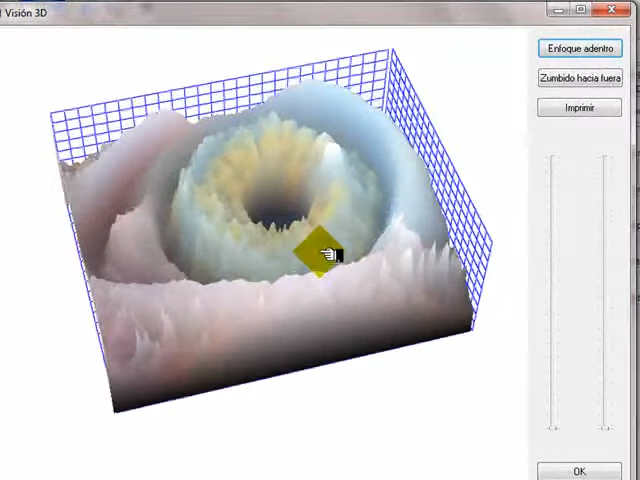 Visión 3D
Enfoque adentro
Zumbido hacia fuera
Imprimir
OK